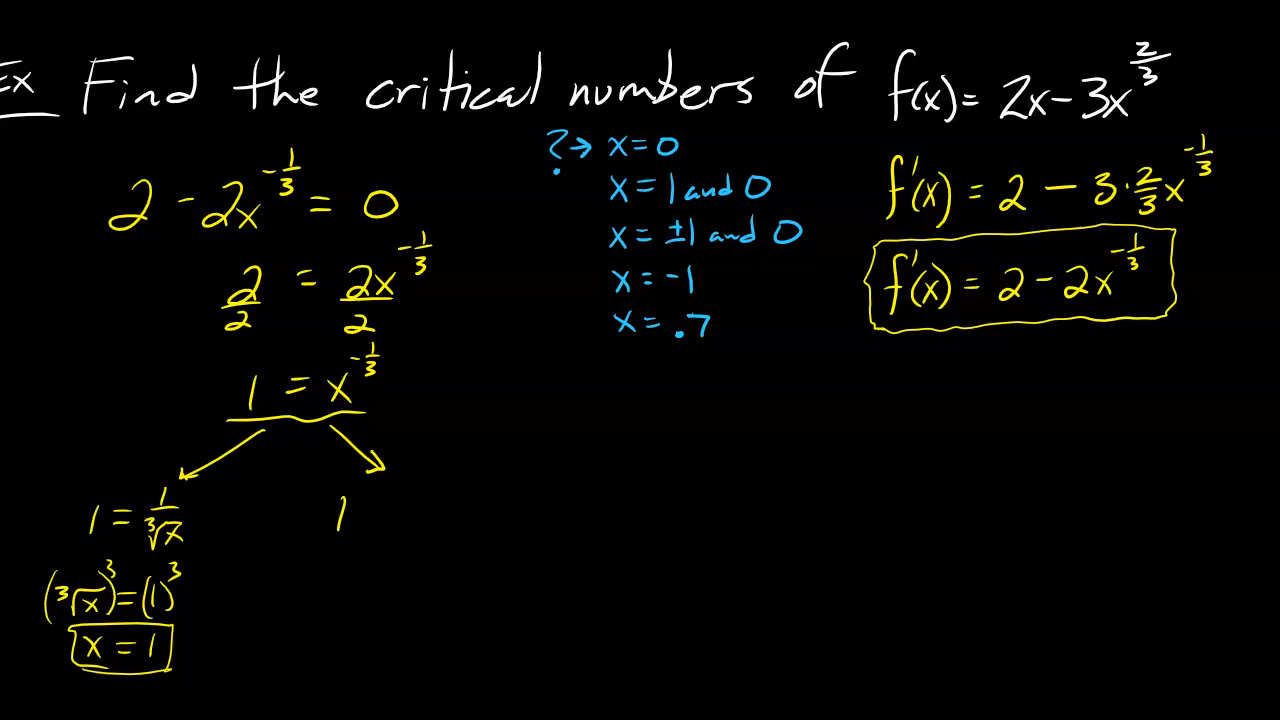 Ex Find the critical numbers of f(x) = 2x - 3x^(2/3)
2 - 2x^(-1/3) = 0
2/2 = 2x^(-1/3)/2
1 = x^(-1/3)
1 = 1/∛x
(∛x)³ = (1)³
x = 1
1
? → x = 0
x = 1 and 0
x = ±1 and 0
x = -1
x = .7
f'(x) = 2 - 3·2/3x^(-1/3)
f'(x) = 2 - 2x^(-1/3)